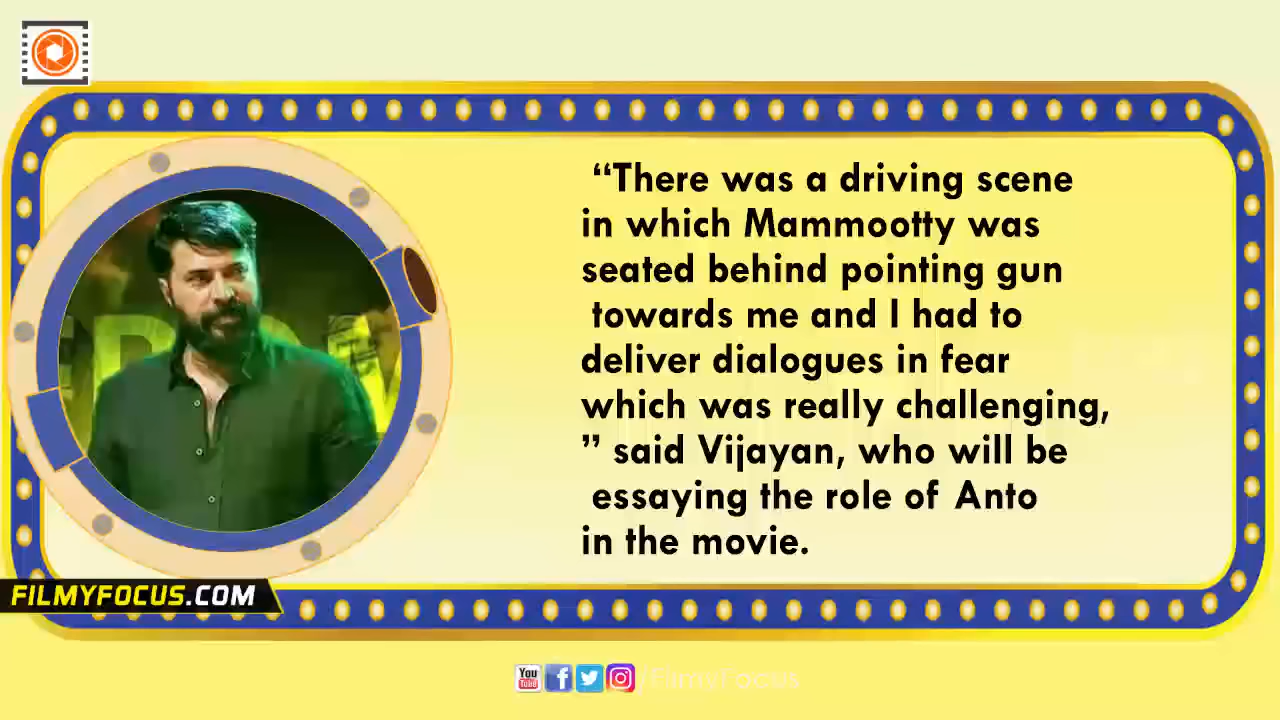 “There was a driving scene
in which Mammootty was
seated behind pointing gun
towards me and I had to
deliver dialogues in fear
which was really challenging,
” said Vijayan, who will be
essaying the role of Anto
in the movie.
FILMYFOCUS.COM
You
Tube
/FilmyFocus